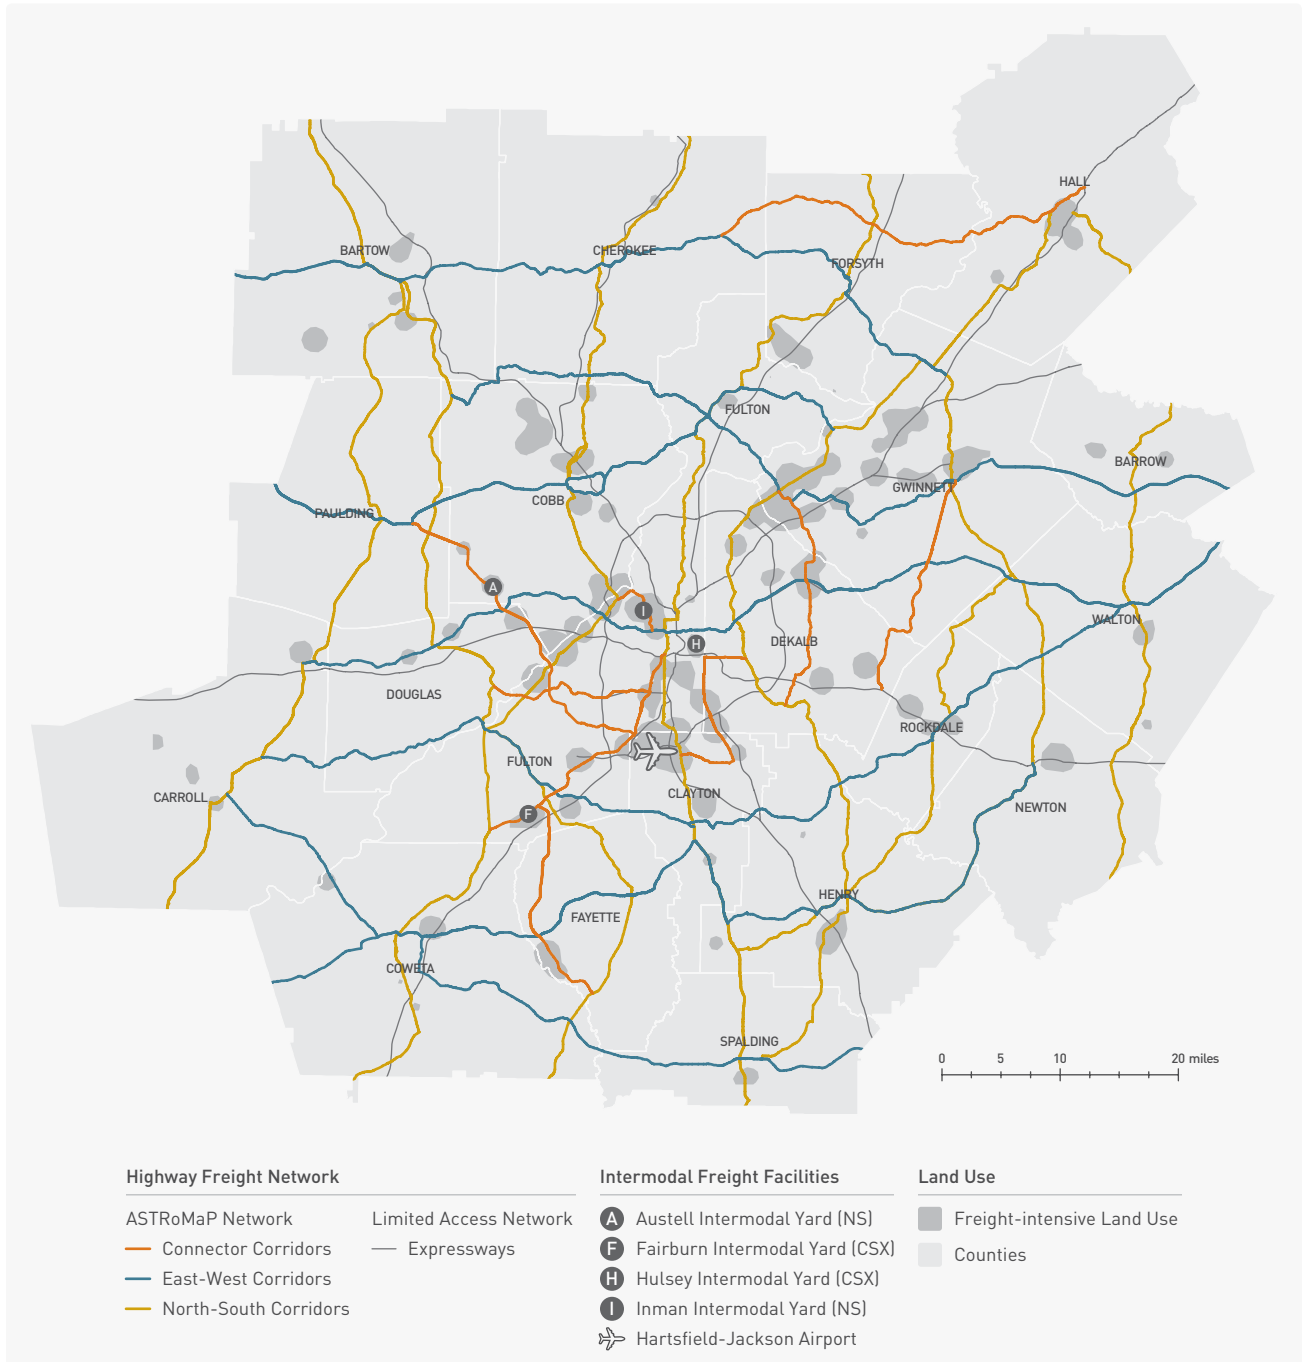 HALL
BARTOW
CHEROKEE
FORSYTH
FULTON
BARROW
GWINNETT
COBB
PAULDING
A
I
WALTON
H
DEKALB
DOUGLAS
ROCKDALE
FULTON
CLAYTON
CARROLL
NEWTON
F
HENRY
FAYETTE
COWETA
SPALDING
0 5 10 20 miles
Highway Freight Network
ASTRoMaP Network
Connector Corridors
East-West Corridors
North-South Corridors
Limited Access Network
Expressways
Intermodal Freight Facilities
A Austell Intermodal Yard (NS)
F Fairburn Intermodal Yard (CSX)
H Hulsey Intermodal Yard (CSX)
I Inman Intermodal Yard (NS)
Hartsfield-Jackson Airport
Land Use
Freight-intensive Land Use
Counties